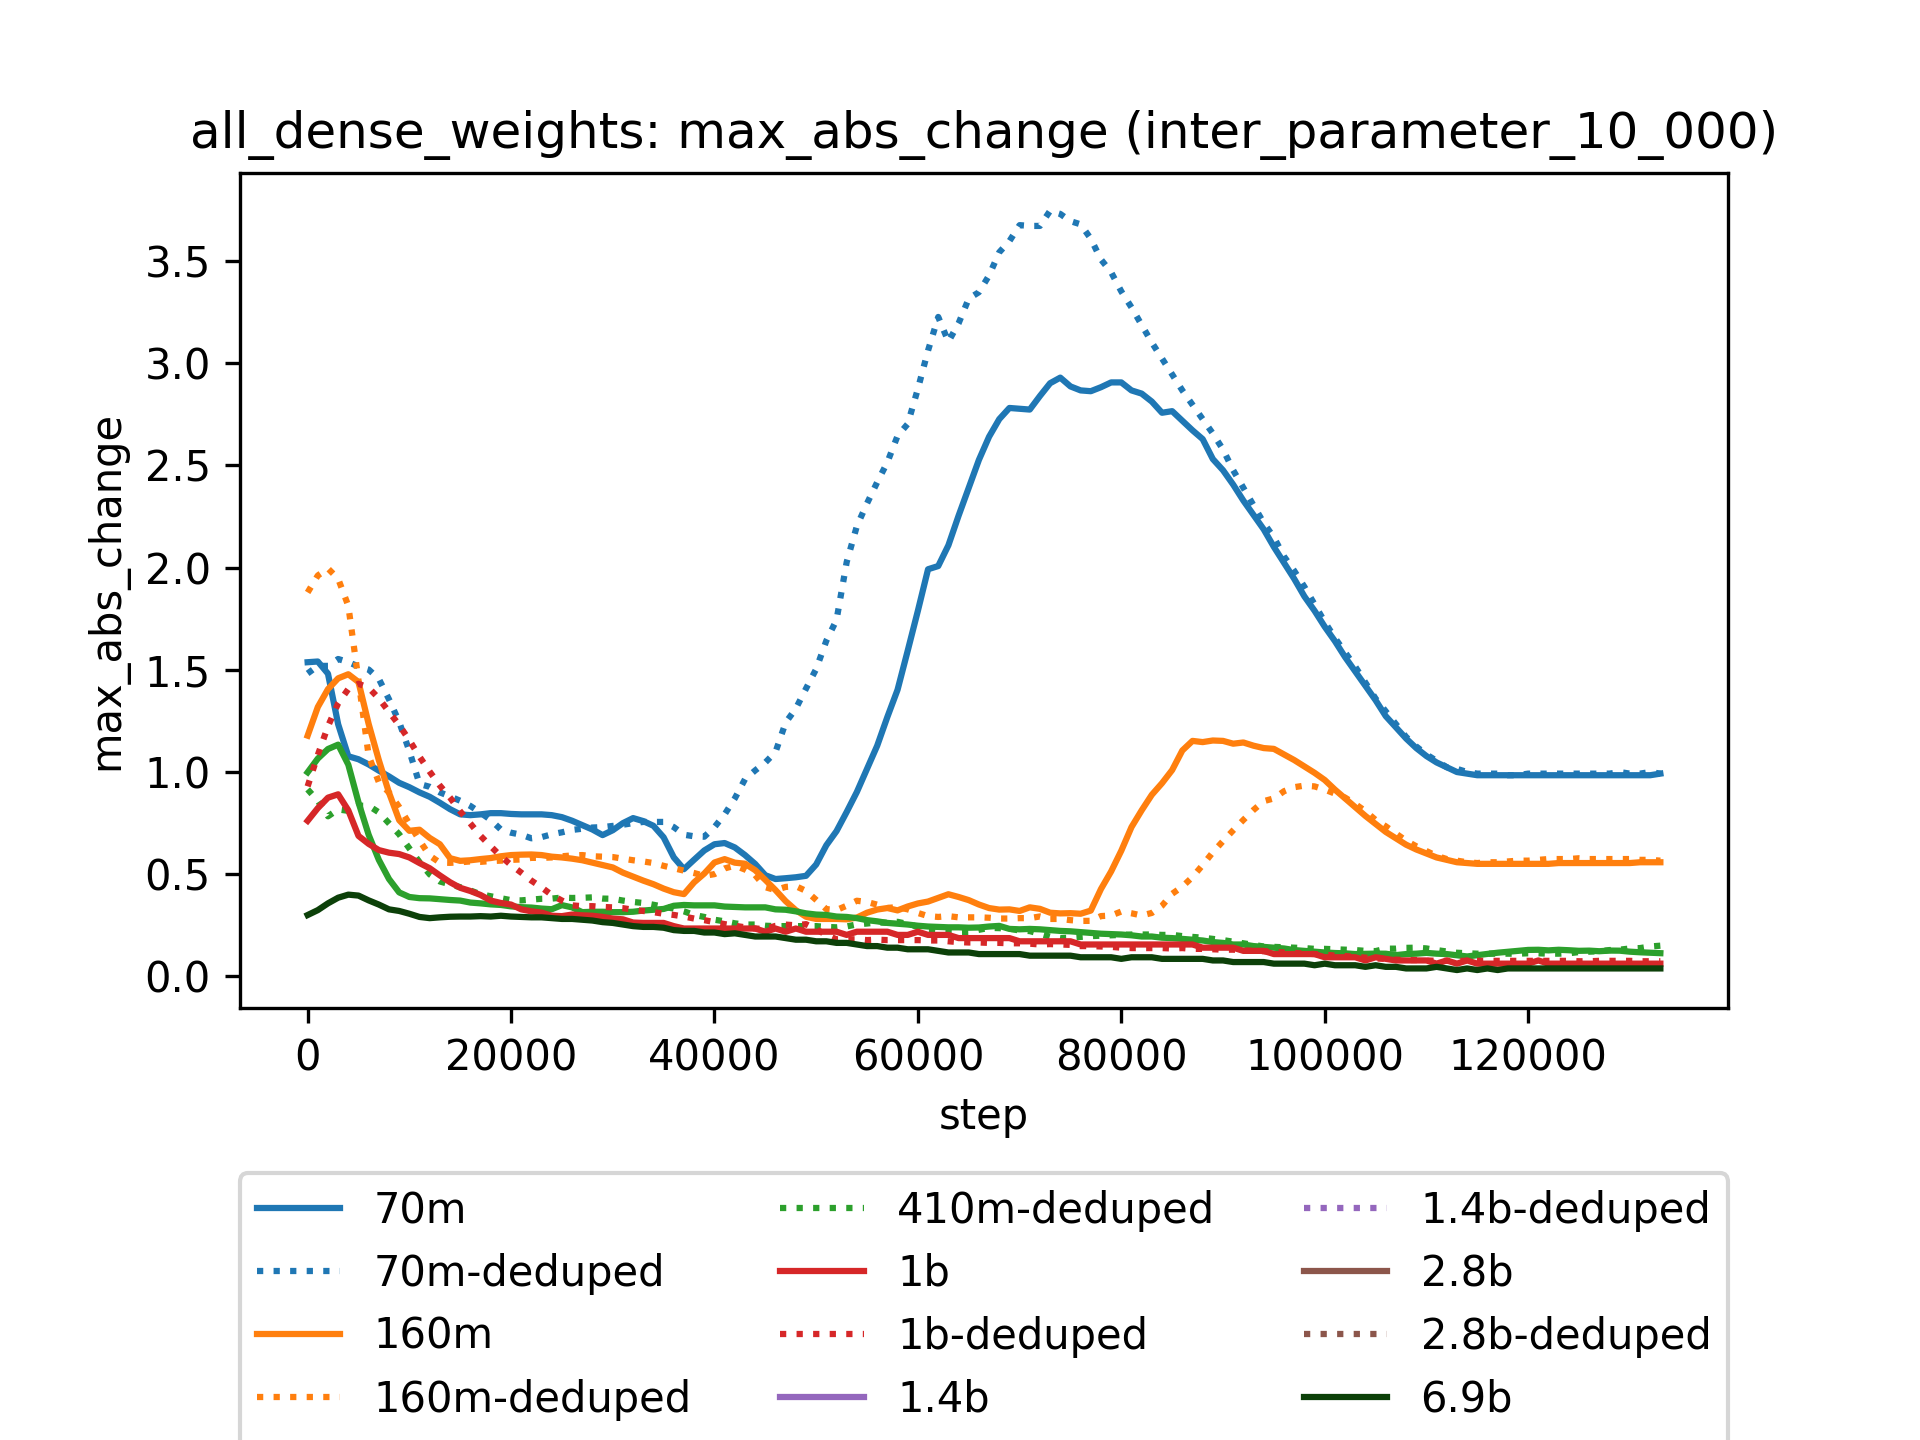 all_dense_weights: max_abs_change (inter_parameter_10_000)
max_abs_change
3.5
3.0
2.5
2.0
1.5
1.0
0.5
0.0
0 20000 40000 60000 80000 100000 120000
step
70m 410m-deduped 1.4b-deduped
70m-deduped 1b 2.8b
160m 1b-deduped 2.8b-deduped
160m-deduped 1.4b 6.9b